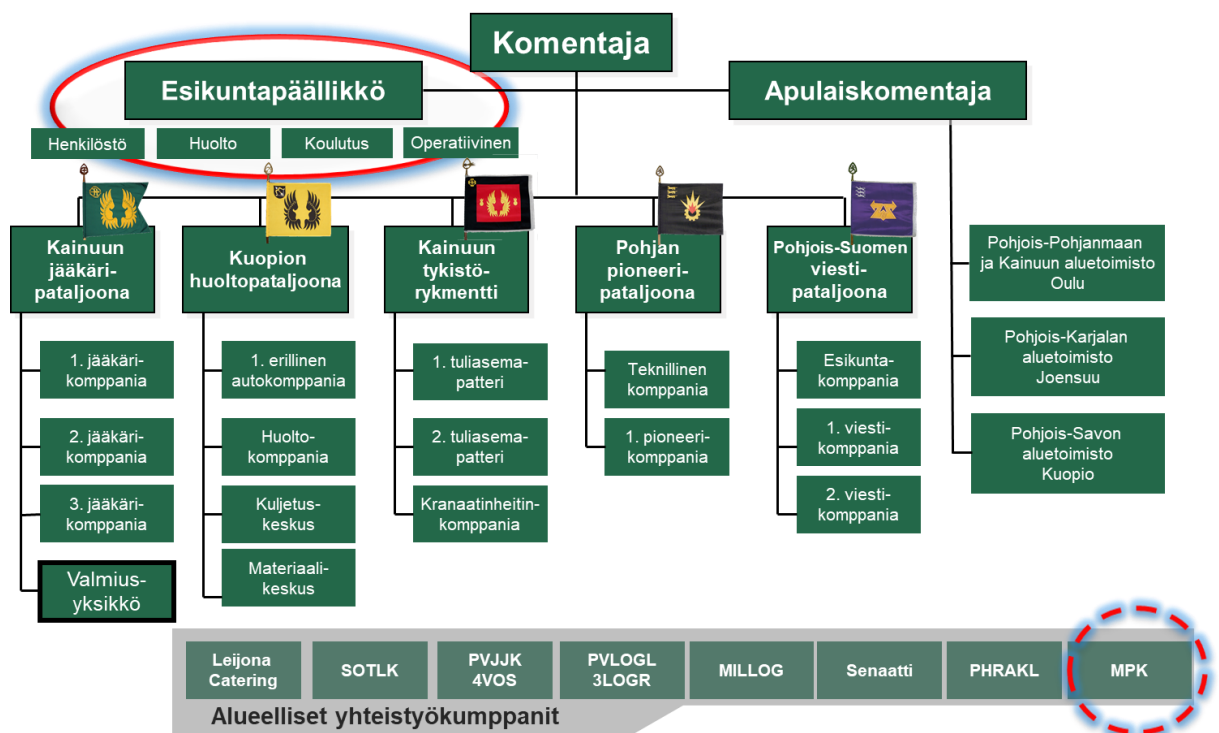 Komentaja
Esikuntapäällikkö
Apulaiskomentaja
Henkilöstö
Huolto
Koulutus
Operatiivinen
Kainuun
jääkäri-
pataljoona
1. jääkäri-
komppania
2. jääkäri-
komppania
3. jääkäri-
komppania
Valmius-
yksikkö
Kuopion
huoltopataljoona
1. erillinen
autokomppania
Huolto-
komppania
Kuljetus-
keskus
Materiaali-
keskus
Kainuun
tykistö-
rykmentti
1. tuliasema-
patteri
2. tuliasema-
patteri
Kranaatinheitin-
komppania
Pohjan
pioneeri-
pataljoona
Teknillinen
komppania
1. pioneeri-
komppania
Pohjois-Suomen
viesti-
pataljoona
Esikunta-
komppania
1. viesti-
komppania
2. viesti-
komppania
Pohjois-Pohjanmaan
ja Kainuun aluetoimisto
Oulu
Pohjois-Karjalan
aluetoimisto
Joensuu
Pohjois-Savon
aluetoimisto
Kuopio
Leijona
Catering
SOTLK
PVJJK
4VOS
PVLOGL
3LOGR
MILLOG
Senaatti
PHRAKL
MPK
Alueelliset yhteistyökumppanit